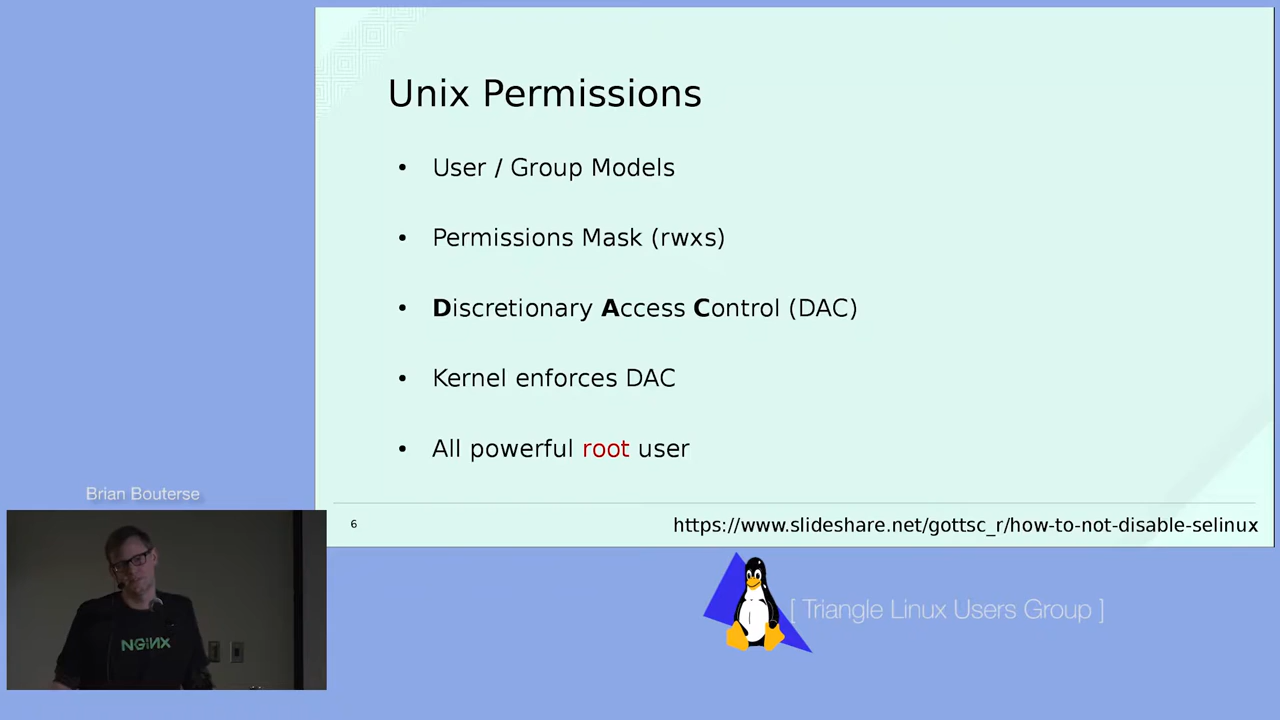 Unix Permissions
• User / Group Models
• Permissions Mask (rwxs)
• Discretionary Access Control (DAC)
• Kernel enforces DAC
• All powerful root user
6
https://www.slideshare.net/gottsc_r/how-to-not-disable-selinux
Brian Bouterse
NGINX
[ Triangle Linux Users Group ]